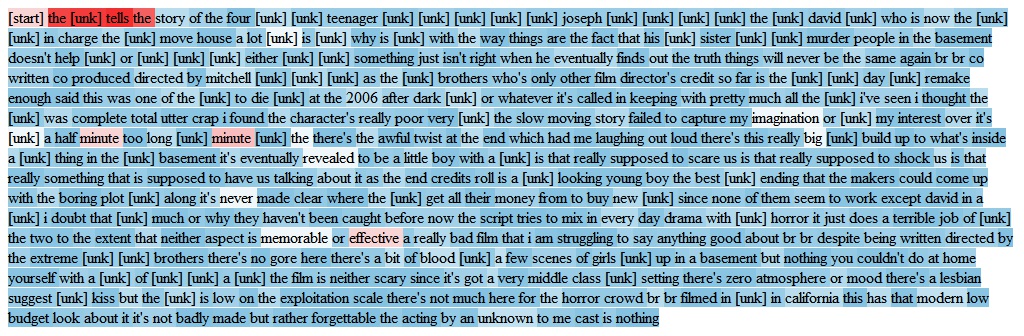 [start] the [unk] tells the story of the four [unk] [unk] teenager [unk] [unk] [unk] [unk] [unk] [unk] joseph [unk] [unk] [unk] [unk] the [unk] david [unk] who is now the [unk]
[unk] in charge the [unk] move house a lot [unk] is [unk] why is [unk] with the way things are the fact that his [unk] sister [unk] [unk] murder people in the basement
doesn't help [unk] or [unk] [unk] [unk] either [unk] [unk] something just isn't right when he eventually finds out the truth things will never be the same again br br co
written co produced directed by mitchell [unk] [unk] [unk] as the [unk] brothers who's only other film director's credit so far is the [unk] [unk] day [unk] remake
enough said this was one of the [unk] to die [unk] at the 2006 after dark [unk] or whatever it's called in keeping with pretty much all the [unk] i've seen i thought the
[unk] was complete total utter crap i found the character's really poor very [unk] the slow moving story failed to capture my imagination or [unk] my interest over it's
[unk] a half minute too long [unk] minute [unk] the there's the awful twist at the end which had me laughing out loud there's this really big [unk] build up to what's inside
a [unk] thing in the [unk] basement it's eventually revealed to be a little boy with a [unk] is that really supposed to scare us is that really supposed to shock us is that
really something that is supposed to have us talking about it as the end credits roll is a [unk] looking young boy the best [unk] ending that the makers could come up
with the boring plot [unk] along it's never made clear where the [unk] get all their money from to buy new [unk] since none of them seem to work except david in a
[unk] i doubt that [unk] much or why they haven't been caught before now the script tries to mix in every day drama with [unk] horror it just does a terrible job of [unk]
the two to the extent that neither aspect is memorable or effective a really bad film that i am struggling to say anything good about br br despite being written directed by
the extreme [unk] [unk] brothers there's no gore here there's a bit of blood [unk] a few scenes of girls [unk] up in a basement but nothing you couldn't do at home
yourself with a [unk] of [unk] [unk] a [unk] the film is neither scary since it's got a very middle class [unk] setting there's zero atmosphere or mood there's a lesbian
suggest [unk] kiss but the [unk] is low on the exploitation scale there's not much here for the horror crowd br br filmed in [unk] in california this has that modern low
budget look about it it's not badly made but rather forgettable the acting by an unknown to me cast is nothing